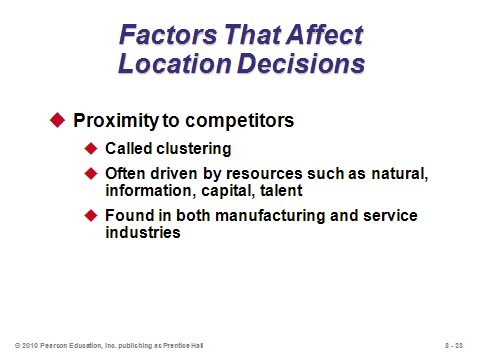 Factors That Affect
Location Decisions
Proximity to competitors
Called clustering
Often driven by resources such as natural,
information, capital, talent
Found in both manufacturing and service
industries
© 2010 Pearson Education, Inc. publishing as Prentice Hall
8 - 23